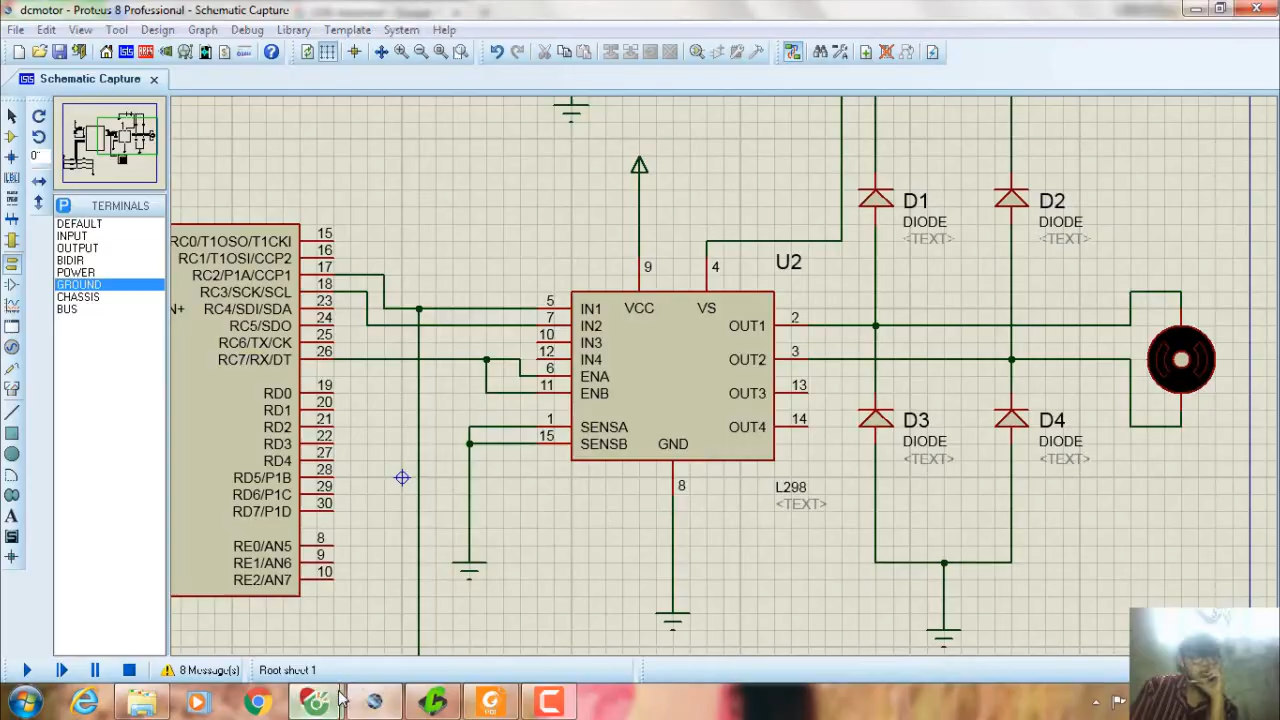 dcmotor - Proteus 8 Professional - Schematic Capture
File Edit View Tool Design Graph Debug Library Template System Help
Schematic Capture
0°
TERMINALS
DEFAULT
INPUT
OUTPUT
BIDIR
POWER
GROUND
CHASSIS
BUS
RC0/T1OSO/T1CKI 15
RC1/T1OSI/CCP2 16
RC2/P1A/CCP1 17
RC3/SCK/SCL 18
RC4/SDI/SDA 23
RC5/SDO 24
RC6/TX/CK 25
RC7/RX/DT 26
N+
RD0 19
RD1 20
RD2 21
RD3 22
RD4 27
RD5/P1B 28
RD6/P1C 29
RD7/P1D 30
RE0/AN5 8
RE1/AN6 9
RE2/AN7 10
9 4
U2
VCC VS
5 IN1
7 IN2
10 IN3
12 IN4
6 ENA
11 ENB
1 SENSA
15 SENSB
GND
8
OUT1 2
OUT2 3
OUT3 13
OUT4 14
L298
<TEXT>
D1
DIODE
<TEXT>
D2
DIODE
<TEXT>
D3
DIODE
<TEXT>
D4
DIODE
<TEXT>
8 Message(s) Root sheet 1